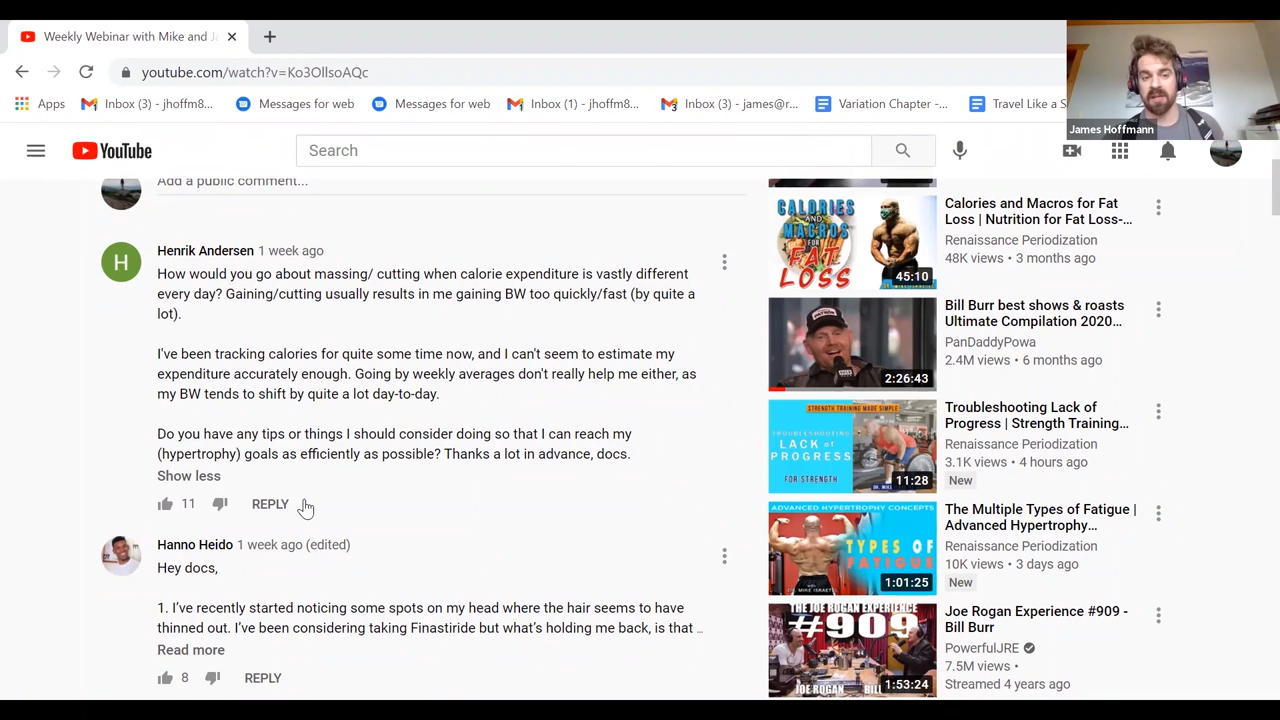 Weekly Webinar with Mike and Ja
youtube.com/watch?v=Ko3OllsoAQc
Apps
Inbox (3) - jhoffm8...
Messages for web
Messages for web
Inbox (1) - jhoffm8...
Inbox (3) - james@r...
Variation Chapter -...
Travel Like a S
James Hoffmann
YouTube
Search
Add a public comment...
Henrik Andersen 1 week ago
How would you go about massing/ cutting when calorie expenditure is vastly different
every day? Gaining/cutting usually results in me gaining BW too quickly/fast (by quite a
lot).
I've been tracking calories for quite some time now, and I can't seem to estimate my
expenditure accurately enough. Going by weekly averages don't really help me either, as
my BW tends to shift by quite a lot day-to-day.
Do you have any tips or things I should consider doing so that I can reach my
(hypertrophy) goals as efficiently as possible? Thanks a lot in advance, docs.
Show less
11 REPLY
H
Hanno Heido 1 week ago (edited)
Hey docs,
1. I've recently started noticing some spots on my head where the hair seems to have
thinned out. I've been considering taking Finastiride but what's holding me back, is that ...
Read more
8 REPLY
CALORIES
AND
MACROS
FOR
FAT
LOSS
45:10
Calories and Macros for Fat
Loss | Nutrition for Fat Loss-...
Renaissance Periodization
48K views • 3 months ago
2:26:43
Bill Burr best shows & roasts
Ultimate Compilation 2020...
PanDaddyPowa
2.4M views • 6 months ago
STRENGTH TRAINING MADE SIMPLE
TROUBLESHOOTING
LACK of
PROGRESS
FOR STRENGTH
DR. MIKE
11:28
Troubleshooting Lack of
Progress | Strength Training...
Renaissance Periodization
3.1K views • 4 hours ago
New
ADVANCED HYPERTROPHY CONCEPTS
TYPES OF
FATIGUE
with
1:01:25
The Multiple Types of Fatigue |
Advanced Hypertrophy...
Renaissance Periodization
10K views • 3 days ago
New
THE JOE ROGAN EXPERIENCE
#909
JOE ROGAN
BILL
1:53:24
Joe Rogan Experience #909 -
Bill Burr
PowerfulJRE
7.5M views •
Streamed 4 years ago